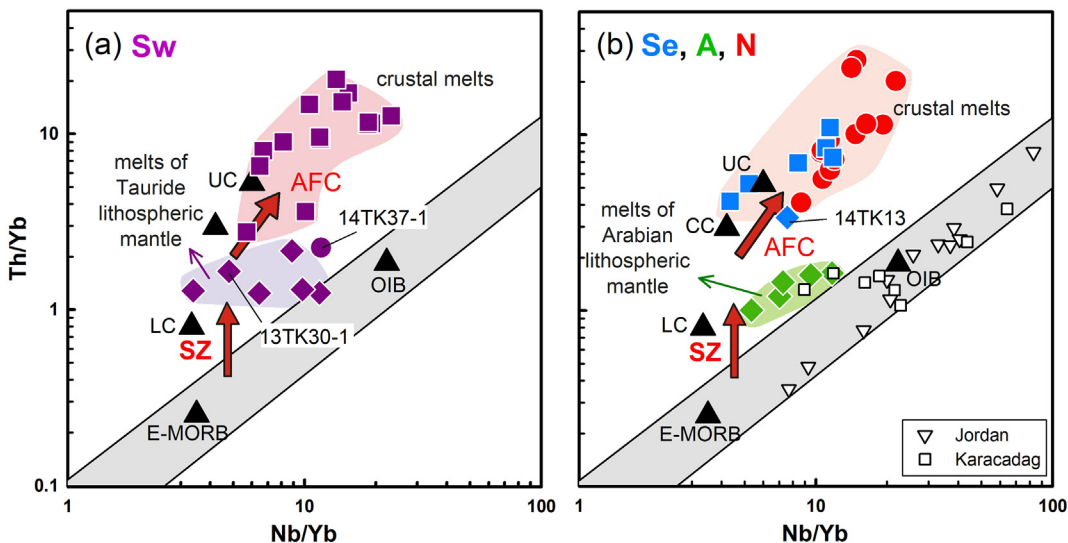 (a) Sw
crustal melts
10
melts of
Tauride
lithospheric
mantle
UC
AFC
14TK37-1
OIB
LC
SZ
13TK30-1
E-MORB
1
0.1
1
10
100
Th/Yb
Nb/Yb
(b) Se, A, N
crustal melts
UC
CC
14TK13
AFC
melts of
Arabian
lithospheric
mantle
OIB
LC
SZ
E-MORB
Jordan
Karacadag
1
10
100
Nb/Yb